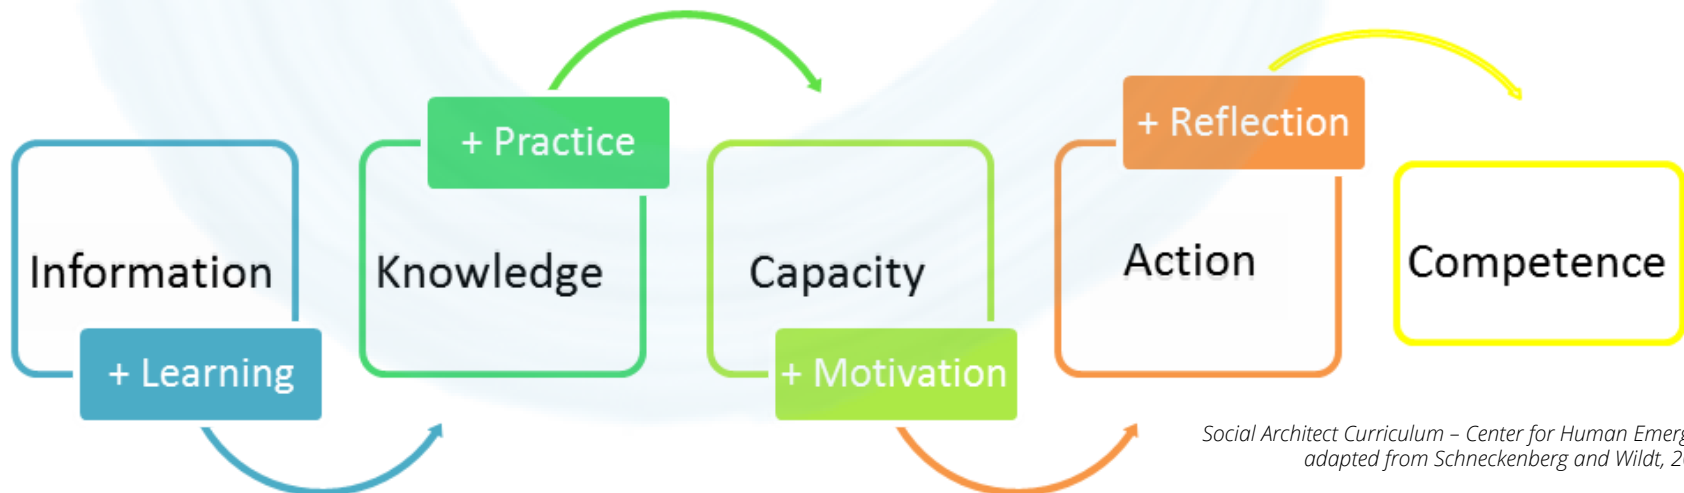 Information
+ Learning
Knowledge
+ Practice
Capacity
+ Motivation
Action
+ Reflection
Competence
Social Architect Curriculum – Center for Human
adapted from Schneckenberg and Wildt,